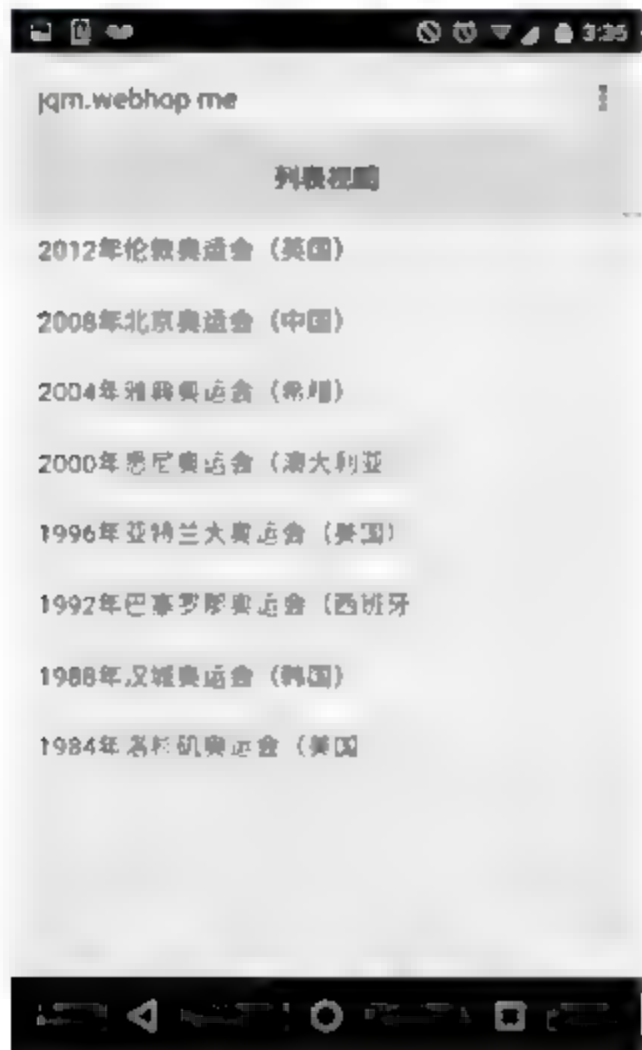 3:35
jqm.webhop me
列表视图
2012年伦敦奥运会（英国）
2008年北京奥运会（中国）
2004年雅典奥运会（希腊）
2000年悉尼奥运会（澳大利亚
1996年亚特兰大奥运会（美国）
1992年巴塞罗那奥运会（西班牙
1988年汉城奥运会（韩国）
1984年洛杉矶奥运会（美国